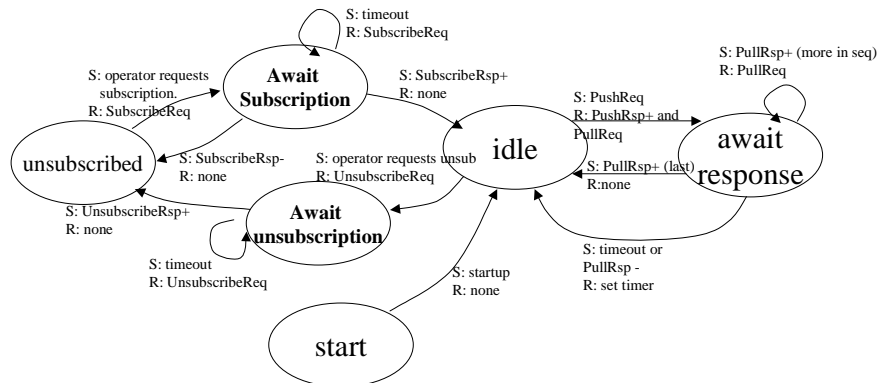 S: timeout
R: SubscribeReq
S: PullRsp+ (more in seq)
R: PullReq
S: operator requests
subscription.
R: SubscribeReq
Await
Subscription
S: SubscribeRsp+
R: none
S: PushReq
R: PushRsp+ and
PullReq
unsubscribed
S: SubscribeRsp-
R: none
S: operator requests unsub
R: UnsubscribeReq
idle
await
response
S: PullRsp+ (last)
R:none
S: UnsubscribeRsp+
R: none
Await
unsubscription
S: timeout
R: UnsubscribeReq
S: startup
R: none
S: timeout or
PullRsp -
R: set timer
start